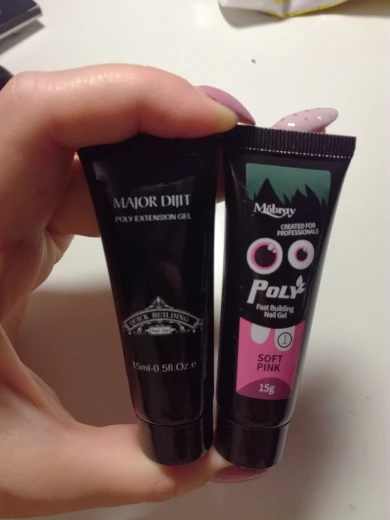 MAJOR DIJIT
POLY EXTENSION GEL
QUICK BUILDING
15ml-0.5fl Oz.e
Mobray
CREATED FOR
PROFESSIONALS
POLY
Fast Building
Nail Gel
1
SOFT
PINK
15g